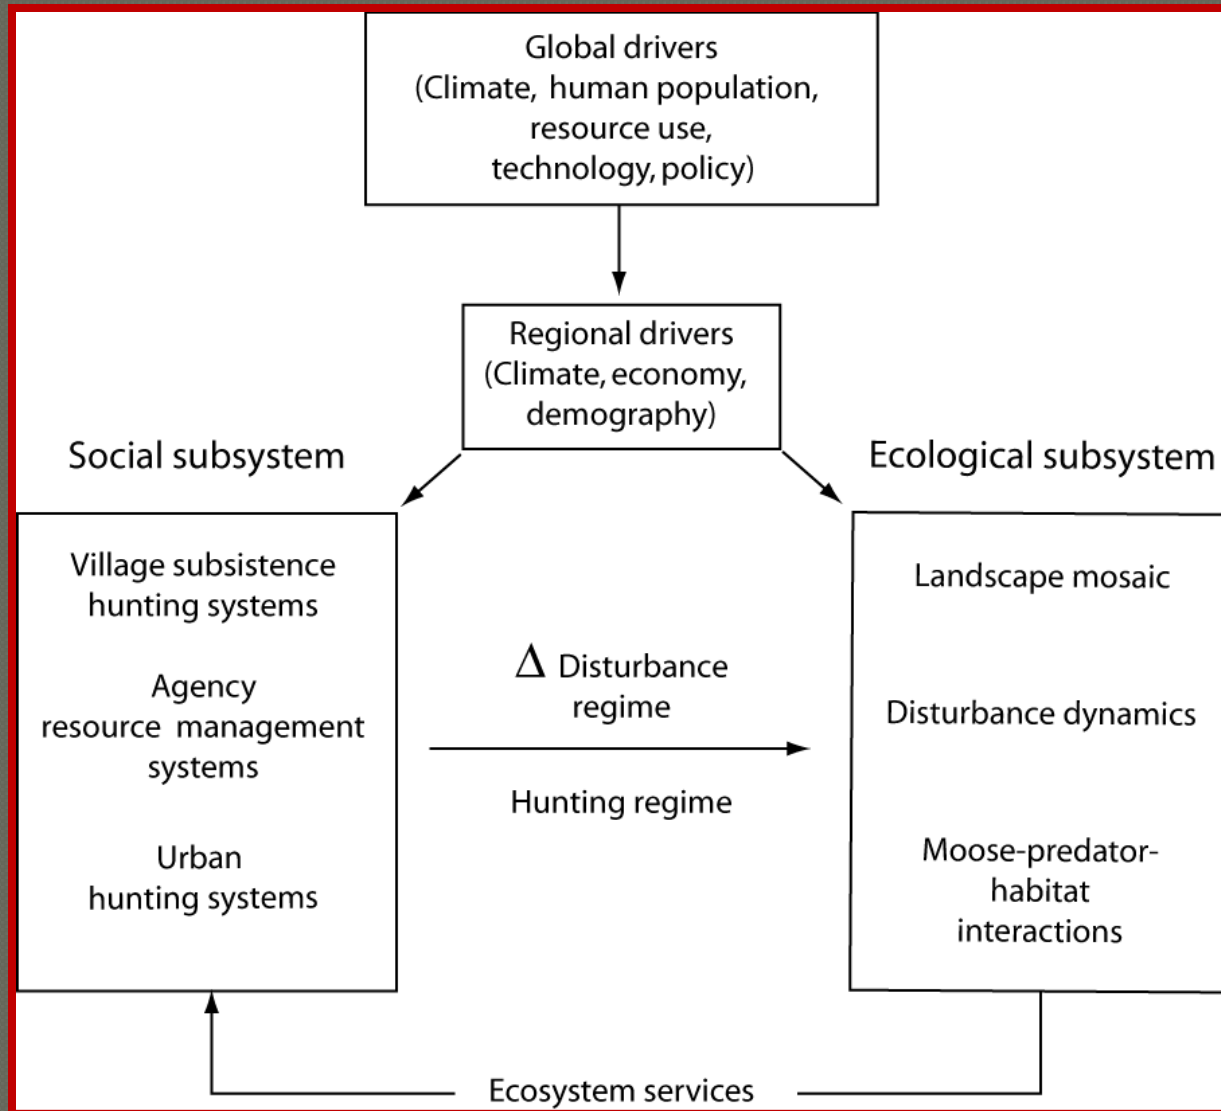 Global drivers
(Climate, human population,
resource use,
technology, policy)
Regional drivers
(Climate, economy,
demography)
Social subsystem
Ecological subsystem
Village subsistence
hunting systems
Agency
resource management
systems
Urban
hunting systems
Δ Disturbance
regime
Hunting regime
Landscape mosaic
Disturbance dynamics
Moose-predator-
habitat
interactions
Ecosystem services